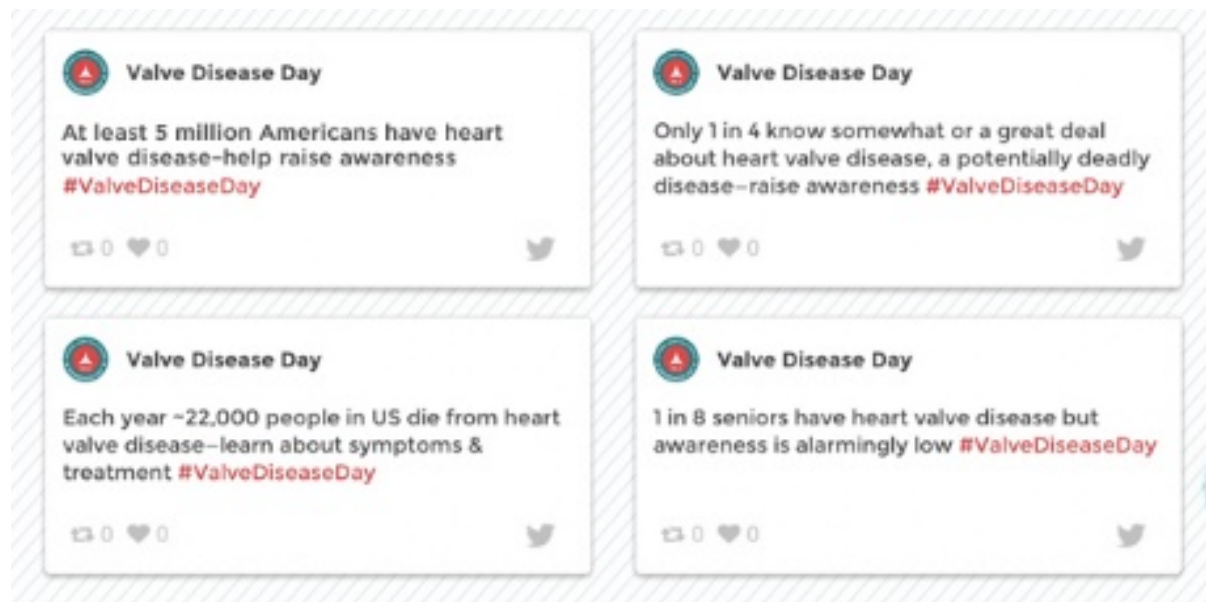 Valve Disease Day
At least 5 million Americans have heart
valve disease–help raise awareness
#ValveDiseaseDay
0 0
Valve Disease Day
Only 1 in 4 know somewhat or a great deal
about heart valve disease, a potentially deadly
disease—raise awareness #ValveDiseaseDay
0 0
Valve Disease Day
Each year ~22,000 people in US die from heart
valve disease—learn about symptoms &
treatment #ValveDiseaseDay
0 0
Valve Disease Day
1 in 8 seniors have heart valve disease but
awareness is alarmingly low #ValveDiseaseDay
0 0